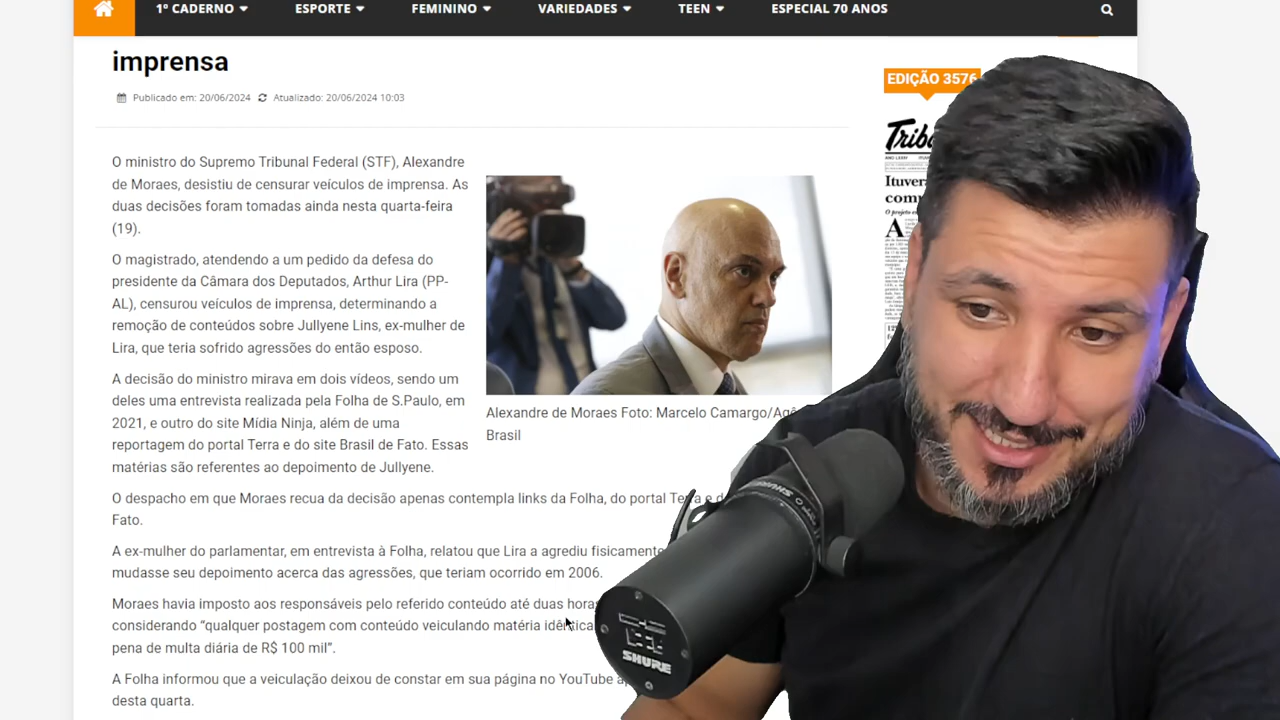 1º CADERNO ESPORTE FEMININO VARIEDADES TEEN ESPECIAL 70 ANOS
imprensa
Publicado em: 20/06/2024 Atualizado: 20/06/2024 10:03
O ministro do Supremo Tribunal Federal (STF), Alexandre
de Moraes, desistiu de censurar veículos de imprensa. As
duas decisões foram tomadas ainda nesta quarta-feira
(19).
O magistrado, atendendo a um pedido da defesa do
presidente da Câmara dos Deputados, Arthur Lira (PP-
AL), censurou veículos de imprensa, determinando a
remoção de conteúdos sobre Jullyene Lins, ex-mulher de
Lira, que teria sofrido agressões do então esposo.
A decisão do ministro mirava em dois vídeos, sendo um
deles uma entrevista realizada pela Folha de S.Paulo, em
2021, e outro do site Mídia Ninja, além de uma
reportagem do portal Terra e do site Brasil de Fato. Essas
matérias são referentes ao depoimento de Jullyene.
Alexandre de Moraes Foto: Marcelo Camargo/Agê
Brasil
O despacho em que Moraes recua da decisão apenas contempla links da Folha, do portal Terra e d
Fato.
A ex-mulher do parlamentar, em entrevista à Folha, relatou que Lira a agrediu fisicamente
mudasse seu depoimento acerca das agressões, que teriam ocorrido em 2006.
Moraes havia imposto aos responsáveis pelo referido conteúdo até duas horas
considerando “qualquer postagem com conteúdo veiculando matéria idêntica
pena de multa diária de R$ 100 mil”.
A Folha informou que a veiculação deixou de constar em sua página no YouTube
desta quarta.
EDIÇÃO 3576
Tribu
Ituver
com
O projeto
A
SHURE